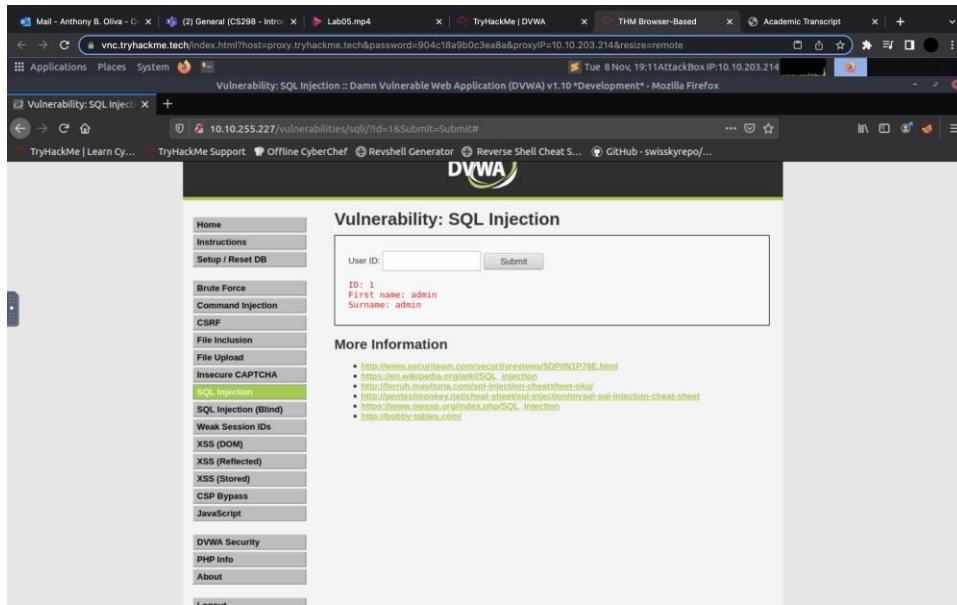 Mail - Anthony B. Oliva - O
(2) General (CS298 - Intro:
Lab05.mp4
TryHackMe | DVWA
THM Browser-Based
Academic Transcript
vnc.tryhackme.tech/index.html?host=proxy.tryhackme.tech&password=904c18a9b0c3ea8a&proxyIP=10.10.203.214&resize=remote
Applications Places System
Tue 8 Nov, 19:11 AttackBox IP:10.10.203.214
Vulnerability: SQL Injection :: Damn Vulnerable Web Application (DVWA) v1.10 *Development* - Mozilla Firefox
Vulnerability: SQL Injecti
10.10.255.227/vulnerabilities/sqli/?id=1&Submit=Submit#
TryHackMe | Learn Cy... TryHackMe Support Offline CyberChef Revshell Generator Reverse Shell Cheat S... GitHub - swisskyrepo/...
DVWA
Home
Instructions
Setup / Reset DB
Brute Force
Command Injection
CSRF
File Inclusion
File Upload
Insecure CAPTCHA
SQL Injection
SQL Injection (Blind)
Weak Session IDs
XSS (DOM)
XSS (Reflected)
XSS (Stored)
CSP Bypass
JavaScript
DVWA Security
PHP Info
About
Logout
Vulnerability: SQL Injection
User ID:
Submit
ID: 1
First name: admin
Surname: admin
More Information
http://www.securiteam.com/securityreviews/5DP0N1P76E.html
https://en.wikipedia.org/wiki/SQL_injection
http://ferruh.mavituna.com/sql-injection-cheatsheet-oku/
http://pentestmonkey.net/cheat-sheet/sql-injection/mysql-sql-injection-cheat-sheet
https://www.owasp.org/index.php/SQL_Injection
http://bobby-tables.com/